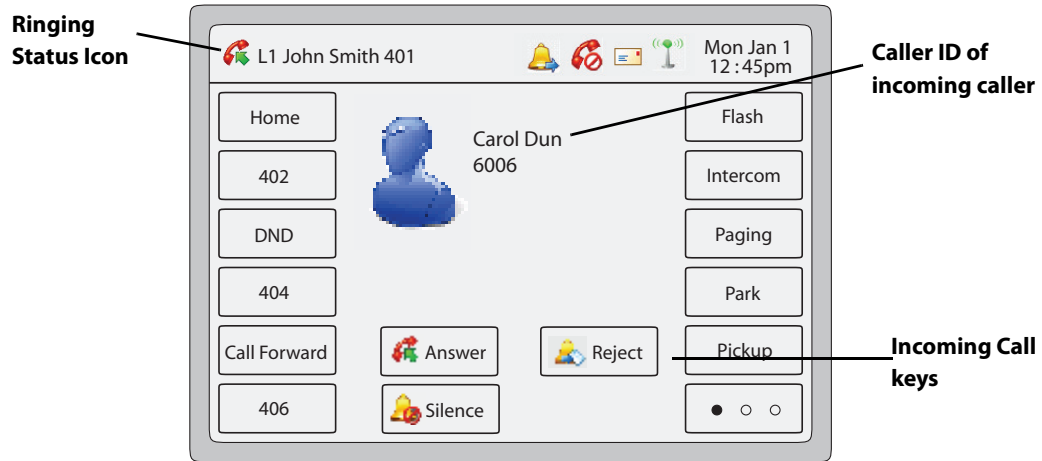 Ringing
Status Icon
L1 John Smith 401
Mon Jan 1
12 : 45pm
Caller ID of
incoming caller
Home
402
DND
404
Call Forward
406
Carol Dun
6006
Flash
Intercom
Paging
Park
Pickup
Answer
Reject
Silence
Incoming Call
keys